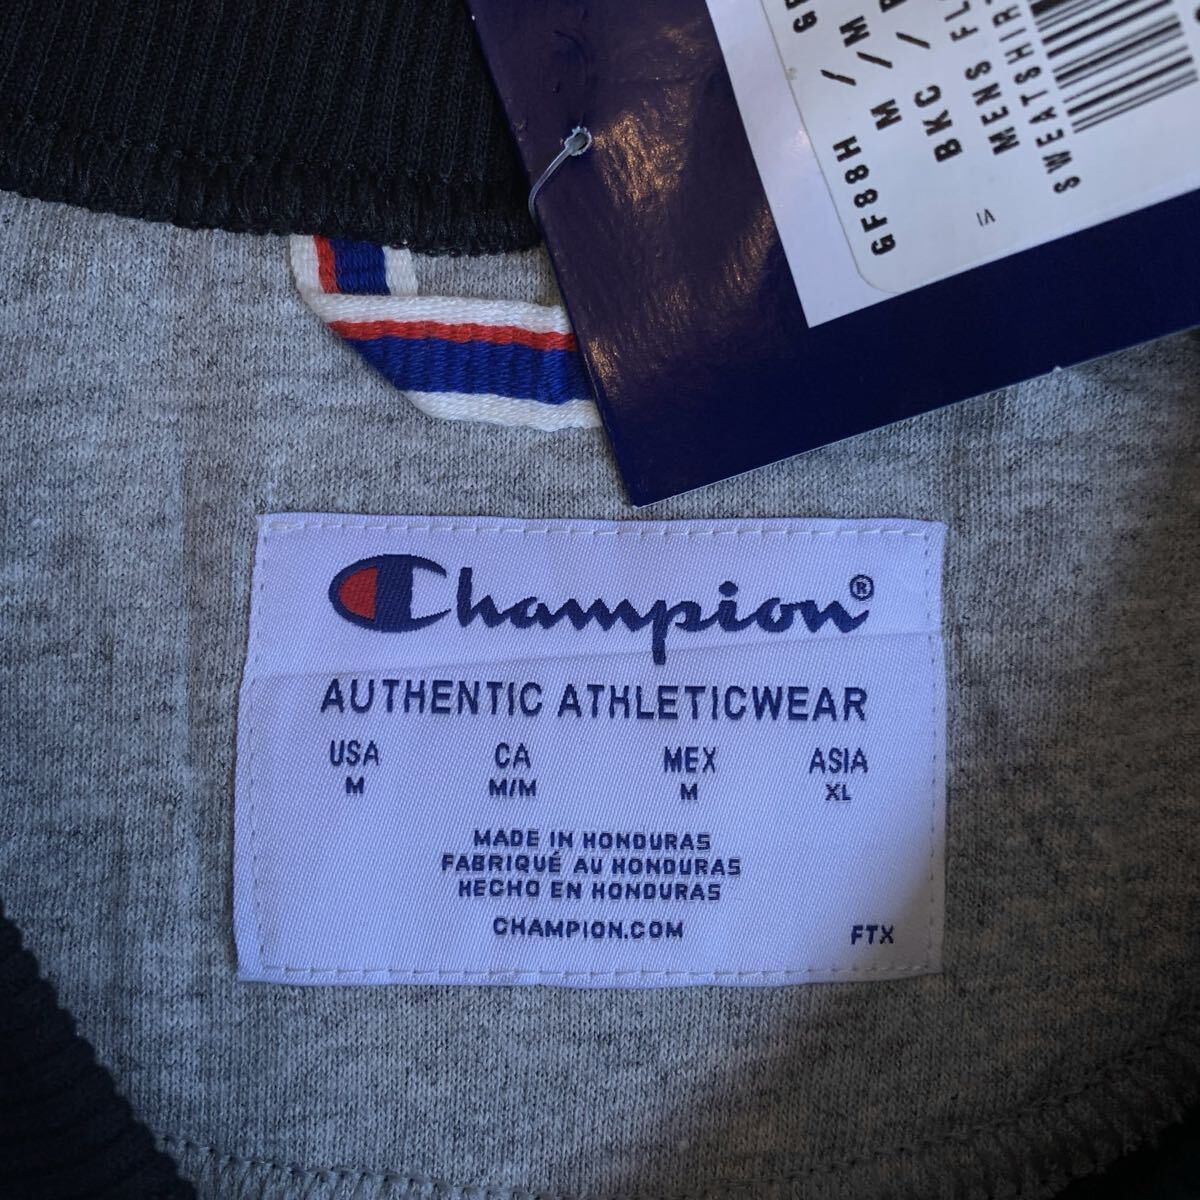 GF88H
M / M/M
BKC /
MENS
SWEATSHIR
VI
Champion®
AUTHENTIC ATHLETICWEAR
USA CA MEX ASIA
M M/M M XL
MADE IN HONDURAS
FABRIQUÉ AU HONDURAS
HECHO EN HONDURAS
CHAMPION.COM
FTX